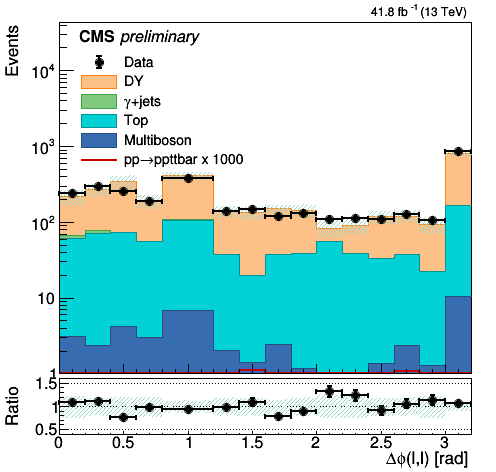 41.8 fb⁻¹ (13 TeV)
CMS preliminary
Data
DY
γ+jets
Top
Multiboson
pp→ppttbar x 1000
Events
10⁴
10³
10²
10
1
Ratio
1.5
1
0.5
0 0.5 1 1.5 2 2.5 3
Δϕ(l,l) [rad]